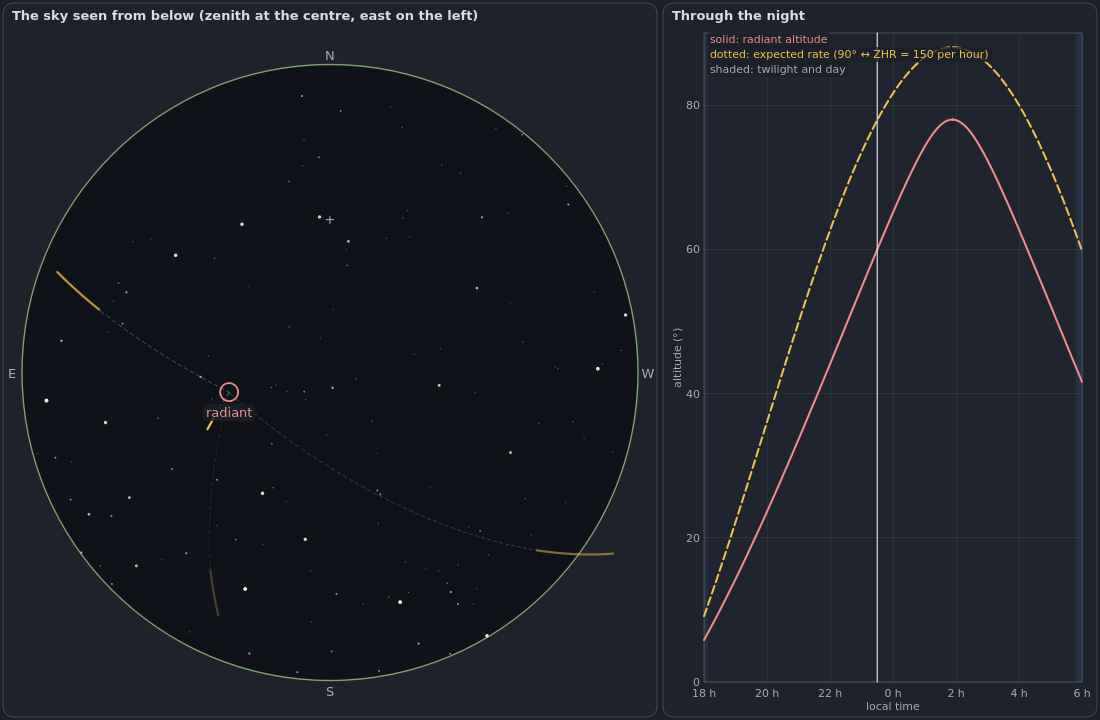 The sky seen from below (zenith at the centre, east on the left)
N
E
W
radiant
S
Through the night
solid: radiant altitude
dotted: expected rate (90° ↔ ZHR = 150 per hour)
shaded: twilight and day
80
60
40
20
0
altitude (°)
18 h 20 h 22 h 0 h 2 h 4 h 6 h
local time